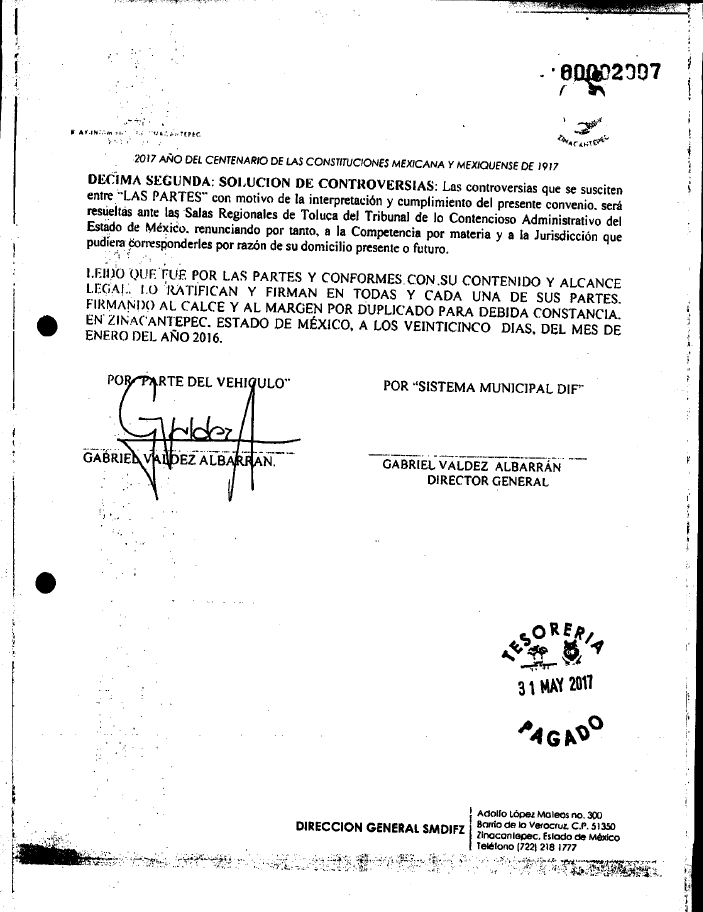 00002007
ZINACANTEPEC
2017 AÑO DEL CENTENARIO DE LAS CONSTITUCIONES MEXICANA Y MEXIQUENSE DE 1917
DECIMA SEGUNDA: SOLUCION DE CONTROVERSIAS: Las controversias que se susciten
entre "LAS PARTES" con motivo de la interpretación y cumplimiento del presente convenio, será
resueltas ante las Salas Regionales de Toluca del Tribunal de lo Contencioso Administrativo del
Estado de México, renunciando por tanto, a la Competencia por materia y a la Jurisdicción que
pudiera corresponderles por razón de su domicilio presente o futuro.
LEIDO QUE FUE POR LAS PARTES Y CONFORMES CON SU CONTENIDO Y ALCANCE
LEGAL, LO RATIFICAN Y FIRMAN EN TODAS Y CADA UNA DE SUS PARTES.
FIRMANDO AL CALCE Y AL MARGEN POR DUPLICADO PARA DEBIDA CONSTANCIA.
EN ZINACANTEPEC, ESTADO DE MÉXICO, A LOS VEINTICINCO DIAS, DEL MES DE
ENERO DEL AÑO 2016.
POR "PARTE DEL VEHICULO"
POR "SISTEMA MUNICIPAL DIF"
GValdezA
GABRIEL VALDEZ ALBARRAN.
GABRIEL VALDEZ ALBARRÁN
DIRECTOR GENERAL
TESORERIA
31 MAY 2017
PAGADO
DIRECCION GENERAL SMDIFZ
Adolfo López Mateos no. 300
Barrio de la Veracruz, C.P. 51350
Zinacantepec, Estado de México
Teléfono (722) 218 1777